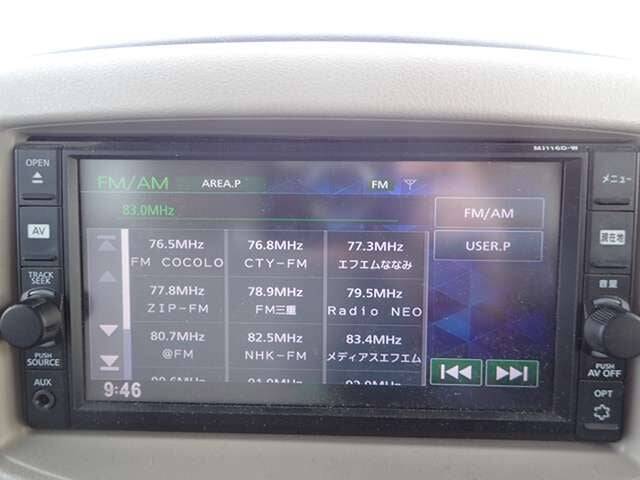 MJ116D-W
OPEN
メニュー
FM/AM AREA.P FM
83.0MHz
FM/AM
AV
現在地
USER.P
76.5MHz 76.8MHz 77.3MHz
FM COCOLO CTY-FM エフエムななみ
TRACK
SEEK
音量
77.8MHz 78.9MHz 79.5MHz
ZIP-FM FM三重 Radio NEO
80.7MHz 82.5MHz 83.4MHz
@FM NHK-FM メディアスエフエム
PUSH
SOURCE
PUSH
AV OFF
AUX
9:46
OPT